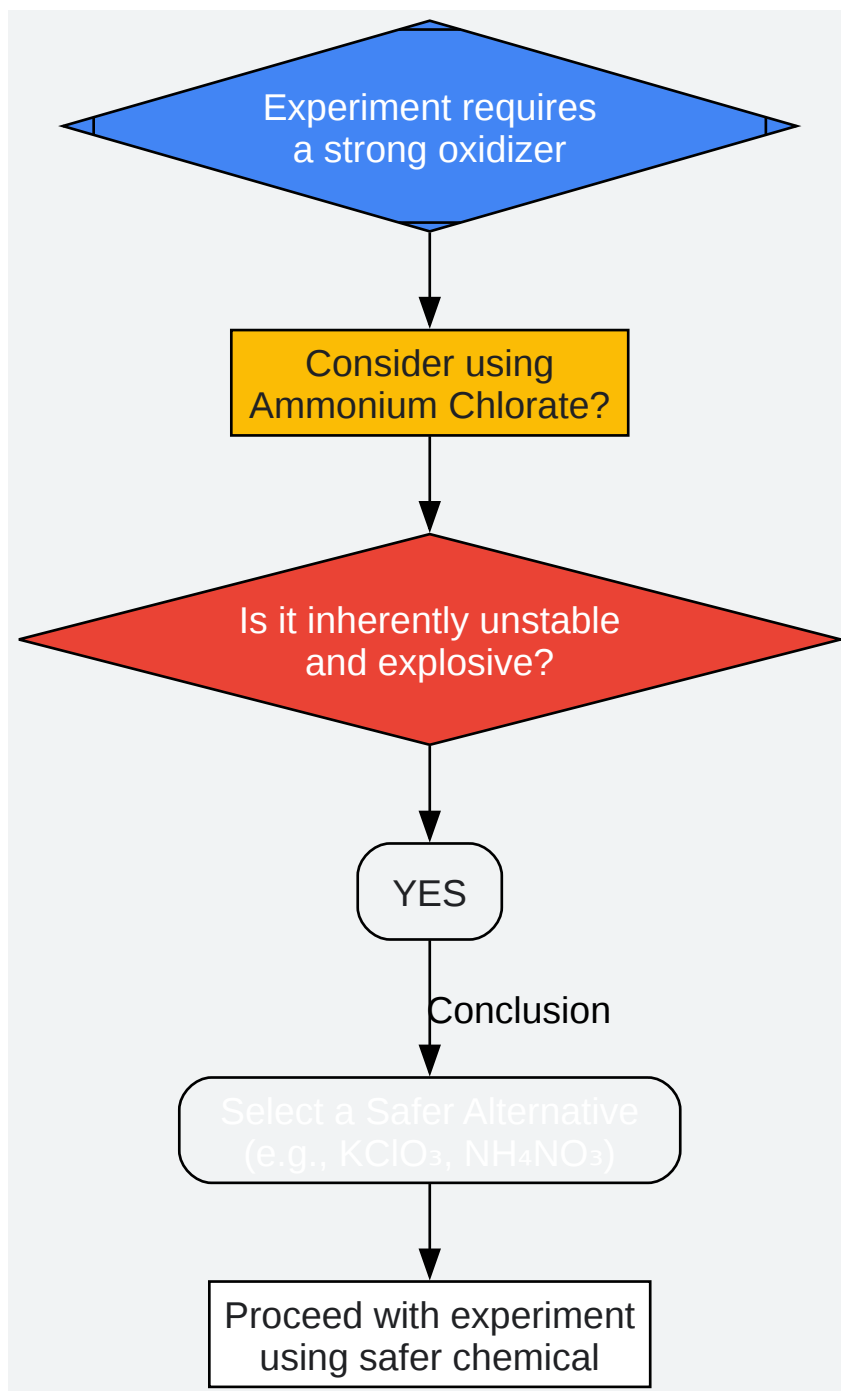 Experiment requires
a strong oxidizer
Consider using
Ammonium Chlorate?
Is it inherently unstable
and explosive?
YES
Conclusion
Select a Safer Alternative
(e.g., KClO₃, NH₄NO₃)
Proceed with experiment
using safer chemical